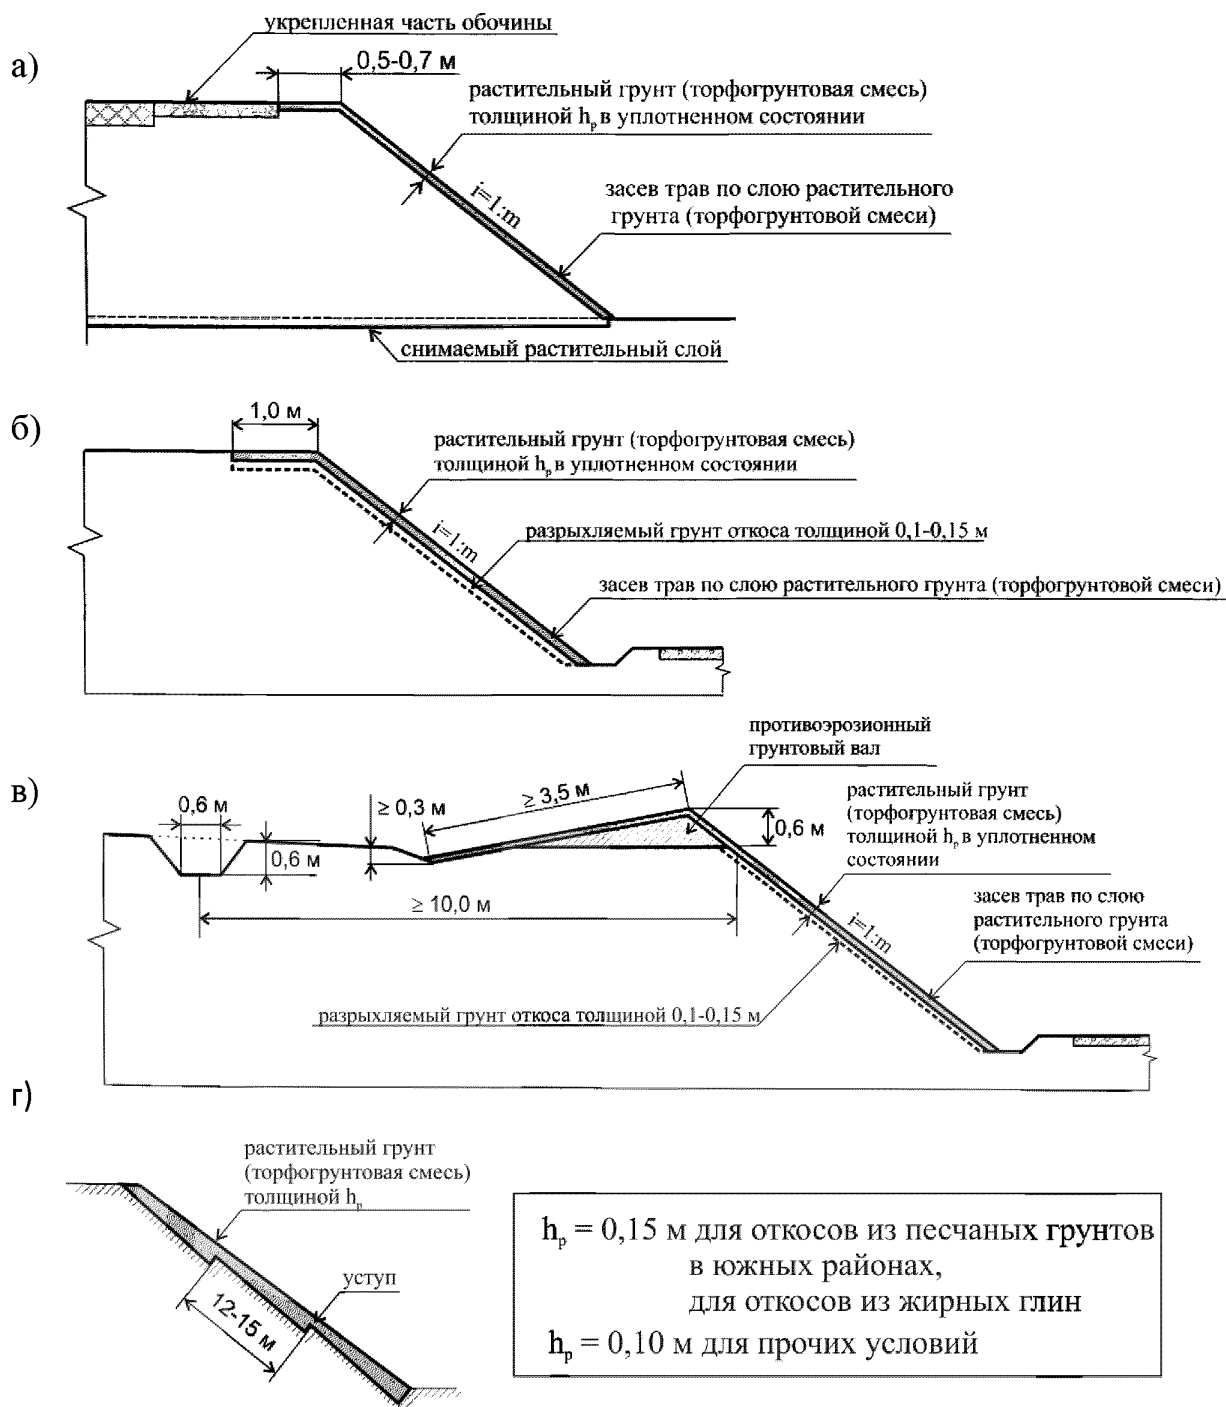 укрепленная часть обочины
а)
0,5-0,7 м
растительный грунт (торфогрунтовая смесь)
толщиной hр в уплотненном состоянии
i=1:m
засев трав по слою растительного
грунта (торфогрунтовой смеси)
снимаемый растительный слой
б)
1,0 м
растительный грунт (торфогрунтовая смесь)
толщиной hр в уплотненном состоянии
i=1:m
разрыхляемый грунт откоса толщиной 0,1-0,15 м
засев трав по слою растительного грунта (торфогрунтовой смеси)
в)
противоэрозионный
грунтовый вал
0,6 м
≥ 0,3 м
≥ 3,5 м
0,6 м
0,6 м
растительный грунт
(торфогрунтовая смесь)
толщиной hр в уплотненном
состоянии
≥ 10,0 м
i=1:m
засев трав по слою
растительного грунта
(торфогрунтовой смеси)
разрыхляемый грунт откоса толщиной 0,1-0,15 м
г)
растительный грунт
(торфогрунтовая смесь)
толщиной hр
уступ
12-15 м
hр = 0,15 м для откосов из песчаных грунтов
в южных районах,
для откосов из жирных глин
hр = 0,10 м для прочих условий